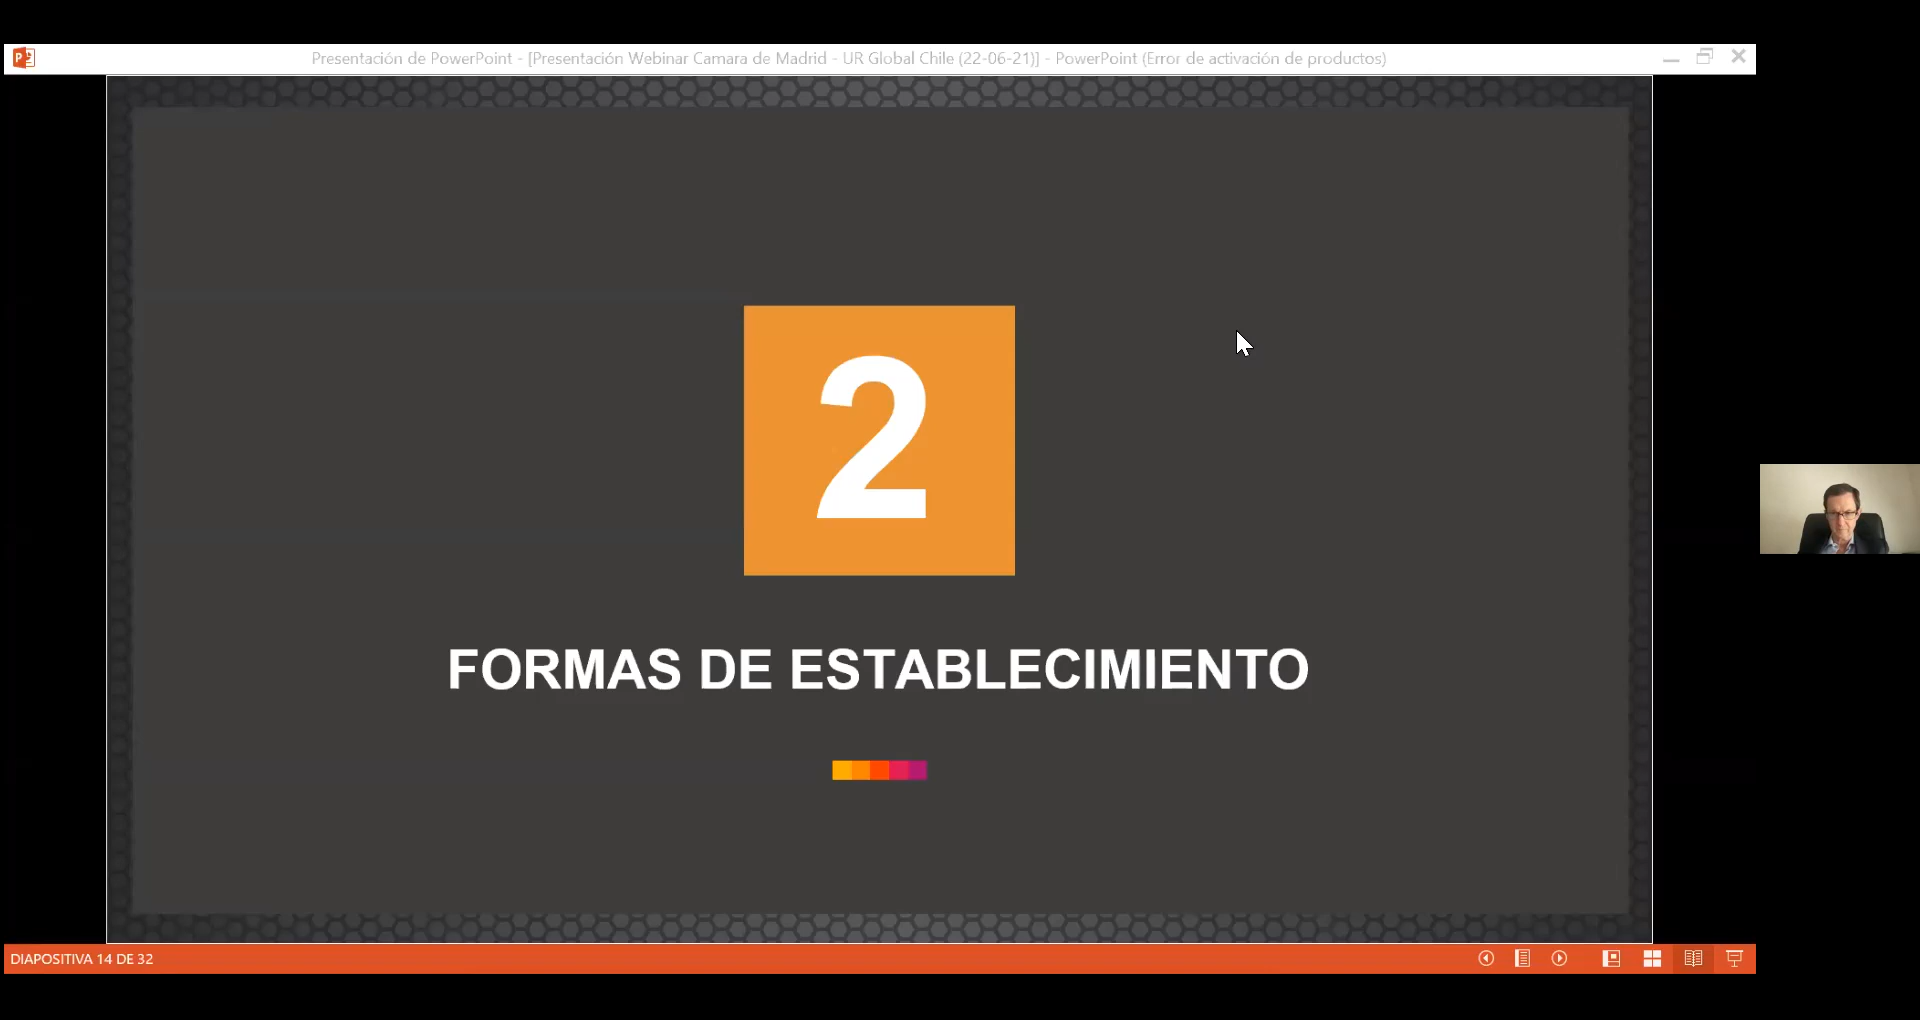 Presentación de PowerPoint - [Presentación Webinar Camara de Madrid - UR Global Chile (22-06-21)] - PowerPoint (Error de activación de productos)
2
FORMAS DE ESTABLECIMIENTO
DIAPOSITIVA 14 DE 32